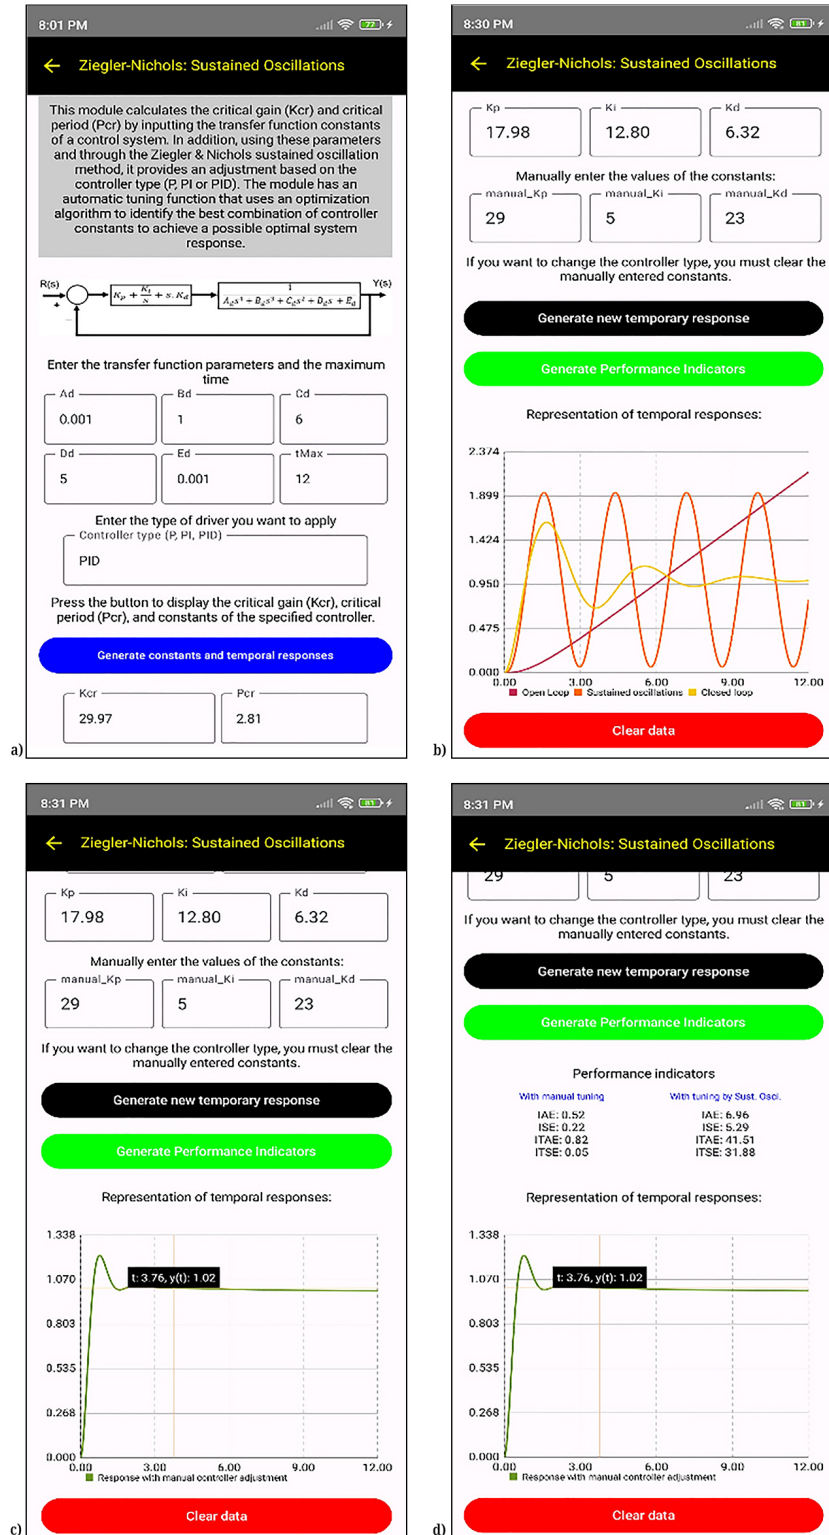 8:01 PM
77
Ziegler-Nichols: Sustained Oscillations
This module calculates the critical gain (Kcr) and critical
period (Pcr) by inputting the transfer function constants
of a control system. In addition, using these parameters
and through the Ziegler & Nichols sustained oscillation
method, it provides an adjustment based on the
controller type (P, PI or PID). The module has an
automatic tuning function that uses an optimization
algorithm to identify the best combination of controller
constants to achieve a possible optimal system
response.
R(s)
+
−
Kp + Ki/s + s.Kd
1
Ads⁴ + Bds³ + Cds² + Dds + Ed
Y(s)
Enter the transfer function parameters and the maximum
time
Ad
Bd
Cd
0.001
1
6
Dd
Ed
tMax
5
0.001
12
Enter the type of driver you want to apply
Controller type (P, PI, PID)
PID
Press the button to display the critical gain (Kcr), critical
period (Pcr), and constants of the specified controller.
Generate constants and temporal responses
Kcr
Pcr
29.97
2.81
a)
8:30 PM
81
Ziegler-Nichols: Sustained Oscillations
Kp
Ki
Kd
17.98
12.80
6.32
Manually enter the values of the constants:
manual_Kp
manual_Ki
manual_Kd
29
5
23
If you want to change the controller type, you must clear the
manually entered constants.
Generate new temporary response
Generate Performance Indicators
Representation of temporal responses:
2.374
1.899
1.424
0.950
0.475
0.000
0.00
3.00
6.00
9.00
12.00
Open Loop
Sustained oscillations
Closed loop
Clear data
b)
8:31 PM
81
Ziegler-Nichols: Sustained Oscillations
Kp
Ki
Kd
17.98
12.80
6.32
Manually enter the values of the constants:
manual_Kp
manual_Ki
manual_Kd
29
5
23
If you want to change the controller type, you must clear the
manually entered constants.
Generate new temporary response
Generate Performance Indicators
Representation of temporal responses:
1.338
1.070
0.803
0.535
0.268
0.000
t: 3.76, y(t): 1.02
0.00
3.00
6.00
9.00
12.00
Response with manual controller adjustment
Clear data
c)
8:31 PM
81
Ziegler-Nichols: Sustained Oscillations
29
5
23
If you want to change the controller type, you must clear the
manually entered constants.
Generate new temporary response
Generate Performance Indicators
Performance indicators
With manual tuning
With tuning by Sust. Osci.
IAE: 0.52
IAE: 6.96
ISE: 0.22
ISE: 5.29
ITAE: 0.82
ITAE: 41.51
ITSE: 0.05
ITSE: 31.88
Representation of temporal responses:
1.338
1.070
0.803
0.535
0.268
0.000
t: 3.76, y(t): 1.02
0.00
3.00
6.00
9.00
12.00
Response with manual controller adjustment
Clear data
d)